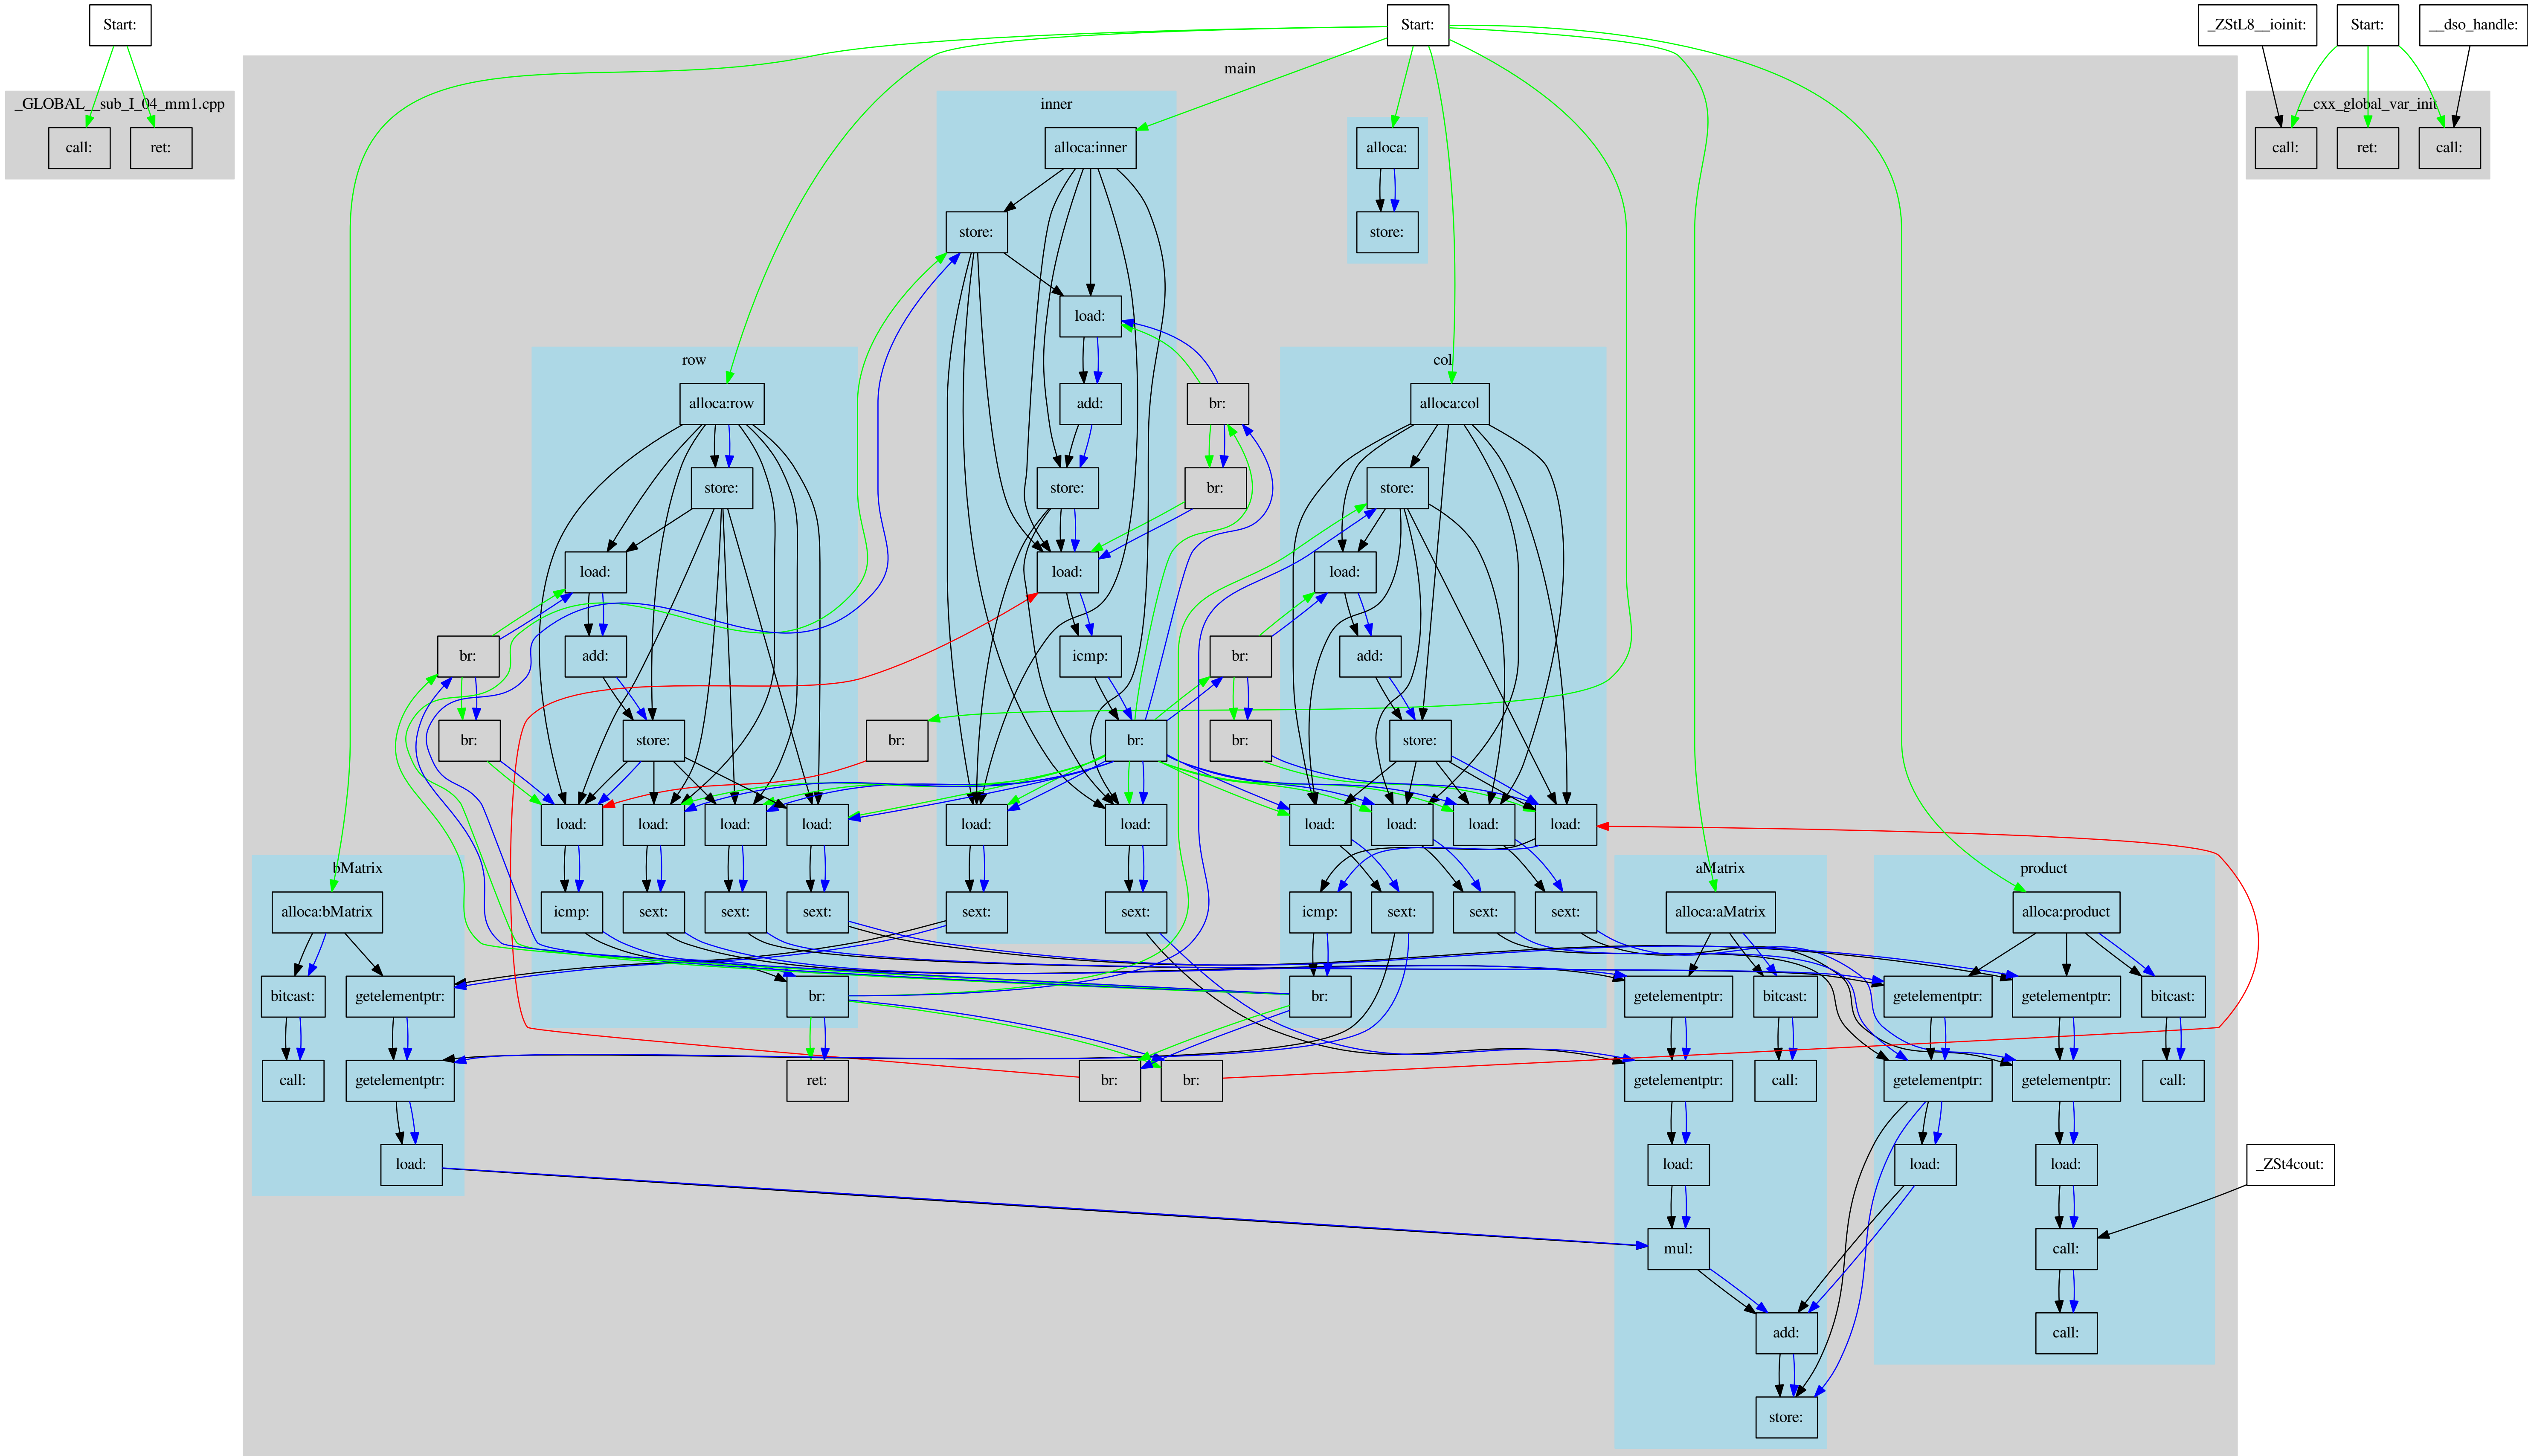 Start:
Start:
_ZStL8__ioinit:
Start:
__dso_handle:
main
_GLOBAL__sub_I_04_mm1.cpp
inner
__cxx_global_var_init
call:
ret:
alloca:inner
alloca:
call:
ret:
call:
store:
store:
load:
row
col
alloca:row
add:
br:
alloca:col
store:
store:
br:
store:
load:
load:
load:
br:
add:
icmp:
br:
add:
br:
store:
br:
br:
br:
store:
load:
load:
load:
load:
load:
load:
load:
load:
load:
load:
bMatrix
aMatrix
product
alloca:bMatrix
icmp:
sext:
sext:
sext:
sext:
sext:
icmp:
sext:
sext:
sext:
alloca:aMatrix
alloca:product
bitcast:
getelementptr:
br:
br:
getelementptr:
bitcast:
getelementptr:
getelementptr:
bitcast:
call:
getelementptr:
ret:
br:
br:
getelementptr:
call:
getelementptr:
getelementptr:
call:
load:
load:
load:
load:
_ZSt4cout:
mul:
call:
add:
call:
store: